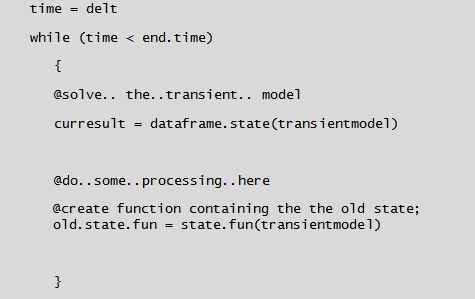 time = delt
while (time < end.time)
{
@solve.. the..transient.. model
curresult = dataframe.state(transientmodel)
@do..some..processing..here
@create function containing the the old state;
old.state.fun = state.fun(transientmodel)
}